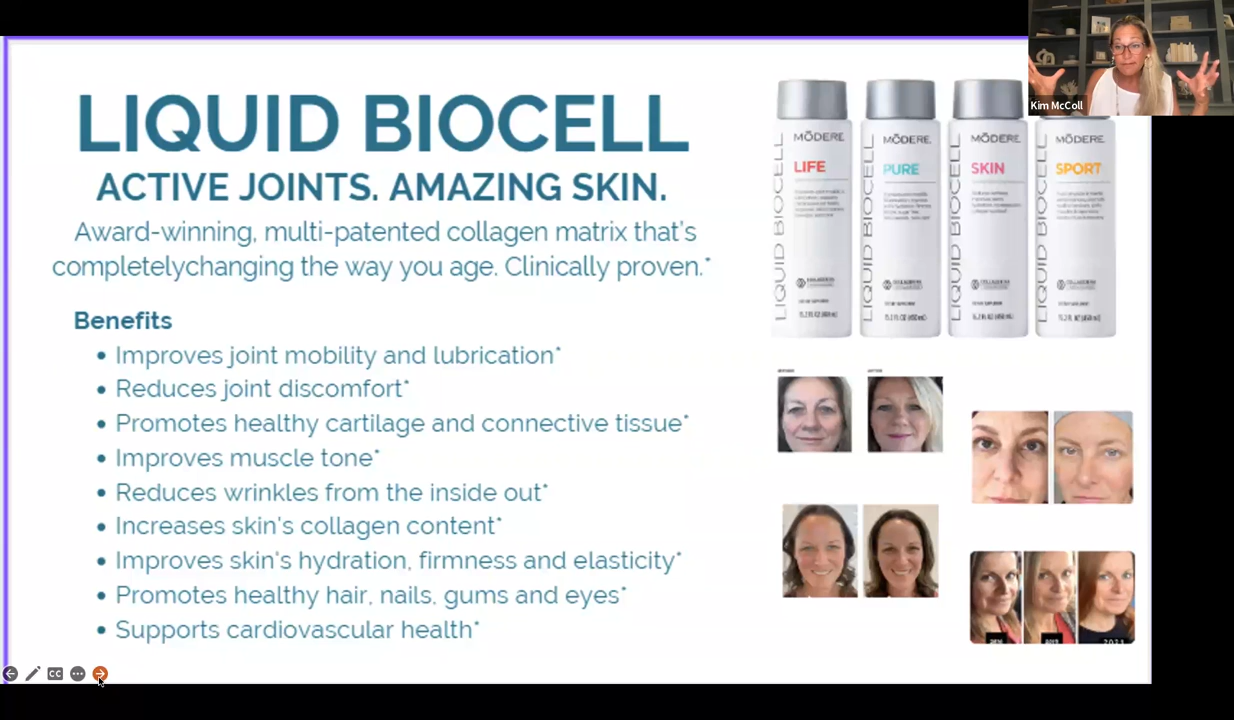 LIQUID BIOCELL
ACTIVE JOINTS. AMAZING SKIN.
Award-winning, multi-patented collagen matrix that's
completelychanging the way you age. Clinically proven.*
Benefits
• Improves joint mobility and lubrication*
• Reduces joint discomfort*
• Promotes healthy cartilage and connective tissue*
• Improves muscle tone*
• Reduces wrinkles from the inside out*
• Increases skin's collagen content*
• Improves skin's hydration, firmness and elasticity*
• Promotes healthy hair, nails, gums and eyes*
• Supports cardiovascular health*
Kim McColl
LIQUID BIOCELL
MŌDERE
LIFE
LIQUID BIOCELL
MŌDERE.
PURE
LIQUID BIOCELL
MŌDERE
SKIN
LIQUID BIOCELL
MŌDERE
SPORT
2021
CC